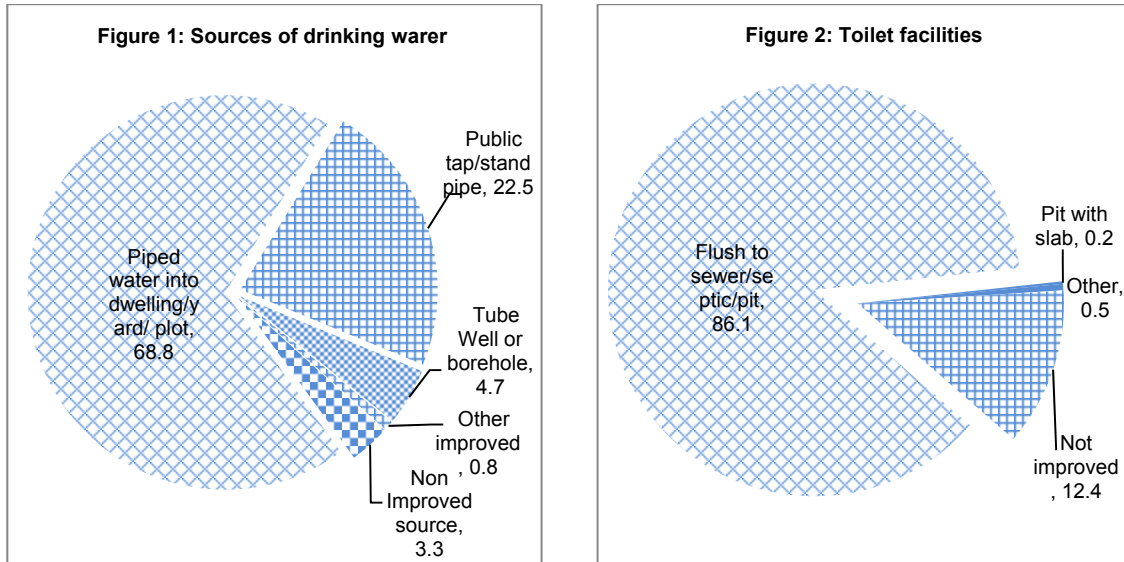 Figure 1: Sources of drinking warer
Public
tap/stand
pipe, 22.5
Piped
water into
dwelling/y
ard/ plot,
68.8
Tube
Well or
borehole,
4.7
Other
improved
, 0.8
Non
Improved
source,
3.3
Figure 2: Toilet facilities
Pit with
slab, 0.2
Flush to
sewer/se
ptic/pit,
86.1
Other,
0.5
Not
improved
, 12.4